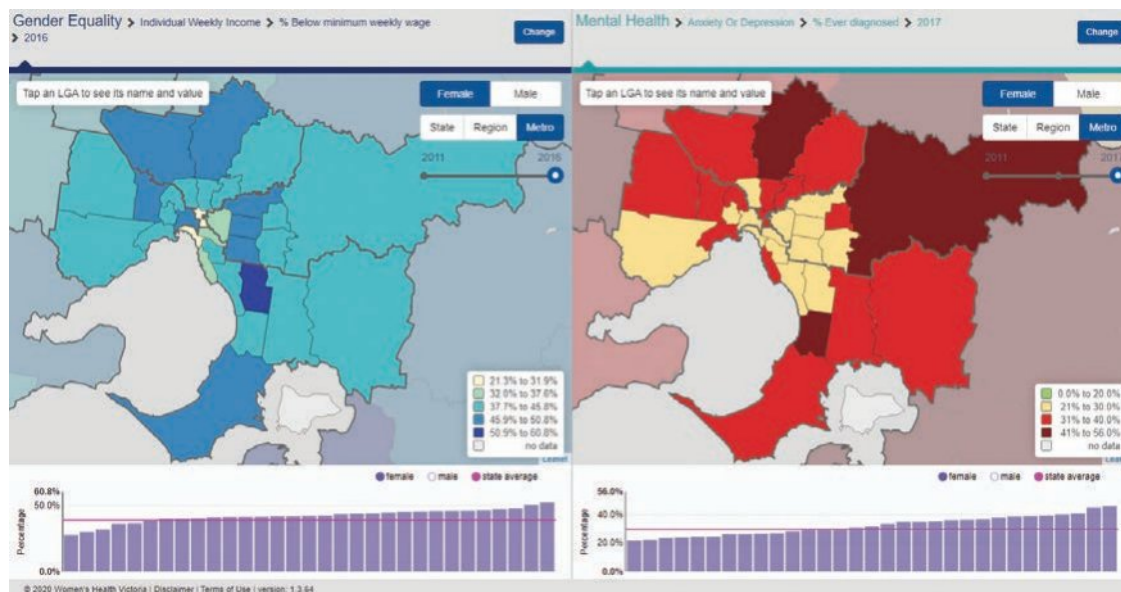 Gender Equality > Individual Weekly Income > % Below minimum weekly wage
> 2016
Change
Tap an LGA to see its name and value
Female Male
State Region Metro
2011 2016
21.3% to 31.9%
32.0% to 37.6%
37.7% to 45.8%
45.9% to 50.8%
50.9% to 60.8%
no data
female male state average
60.8%
50.0%
0.0%
Percentage
Mental Health > Anxiety Or Depression > % Ever diagnosed > 2017
Change
Tap an LGA to see its name and value
Female Male
State Region Metro
2011 2017
0.0% to 20.0%
21% to 30.0%
31% to 40.0%
41% to 56.0%
no data
female male state average
56.0%
40.0%
20.0%
0.0%
Percentage
© 2020 Women's Health Victoria | Disclaimer | Terms of Use | version: 1.3.64